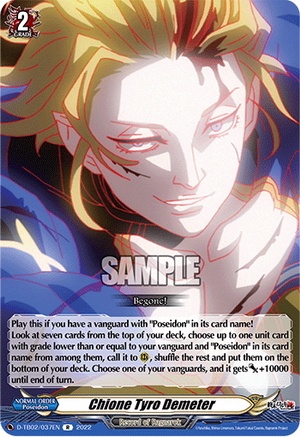 2
GRADE
SAMPLE
Begone!
Play this if you have a vanguard with "Poseidon" in its card name!
Look at seven cards from the top of your deck, choose up to one unit card
with grade lower than or equal to your vanguard and "Poseidon" in its card
name from among them, call it to , shuffle the rest and put them on the
bottom of your deck. Choose one of your vanguards, and it gets +10000
until end of turn.
NORMAL ORDER
Poseidon
Chione Tyro Demeter
D-TB02/037EN R 2022
Record of Ragnarok